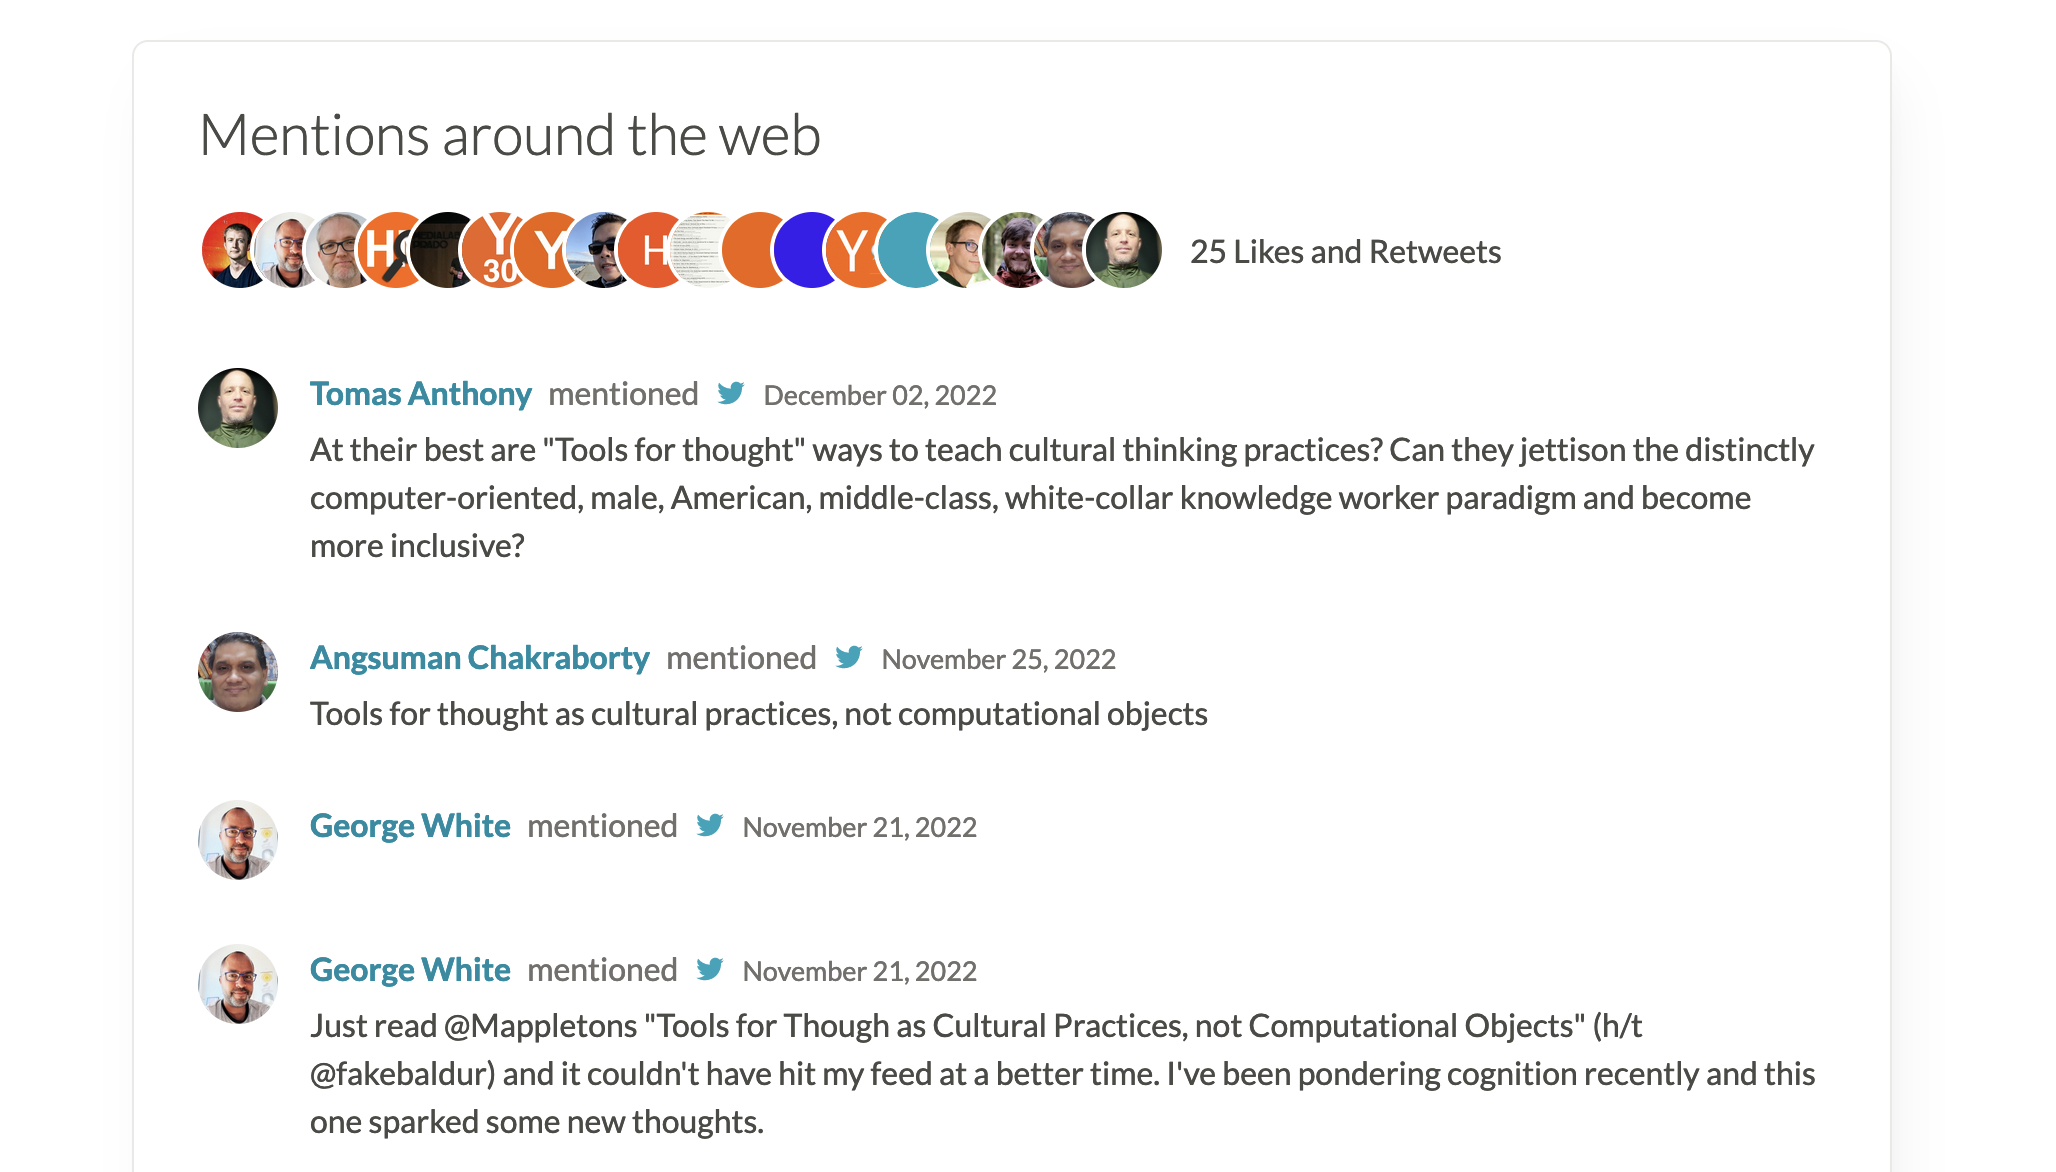 Mentions around the web
H
Y
30
Y
H
Y
25 Likes and Retweets
Tomas Anthony mentioned December 02, 2022
At their best are "Tools for thought" ways to teach cultural thinking practices? Can they jettison the distinctly
computer-oriented, male, American, middle-class, white-collar knowledge worker paradigm and become
more inclusive?
Angsuman Chakraborty mentioned November 25, 2022
Tools for thought as cultural practices, not computational objects
George White mentioned November 21, 2022
George White mentioned November 21, 2022
Just read @Mappletons "Tools for Though as Cultural Practices, not Computational Objects" (h/t
@fakebaldur) and it couldn't have hit my feed at a better time. I've been pondering cognition recently and this
one sparked some new thoughts.